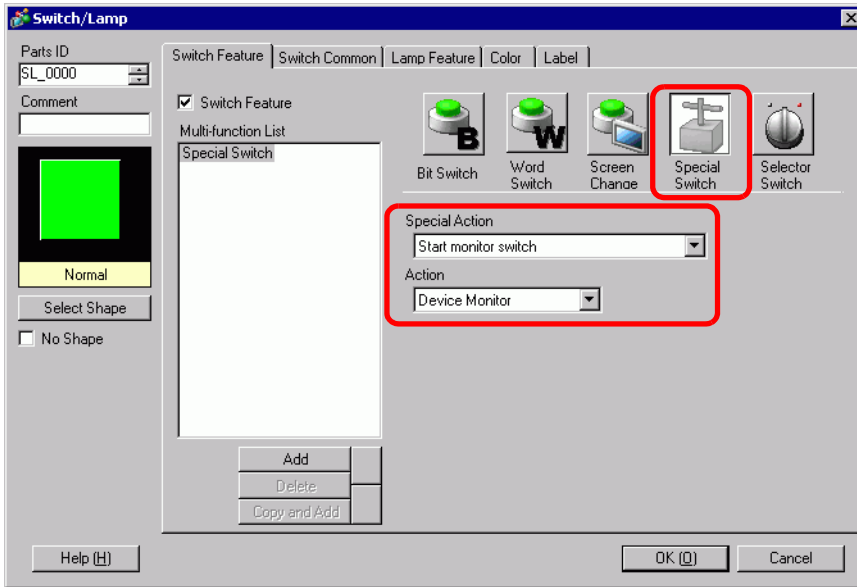 Switch/Lamp
Parts ID
SL_0000
Comment
Normal
Select Shape
No Shape
Switch Feature
Switch Common
Lamp Feature
Color
Label
Switch Feature
Multi-function List
Special Switch
Add
Delete
Copy and Add
B
Bit Switch
W
Word
Switch
Screen
Change
Special
Switch
Selector
Switch
Special Action
Start monitor switch
Action
Device Monitor
Help (H)
OK (O)
Cancel